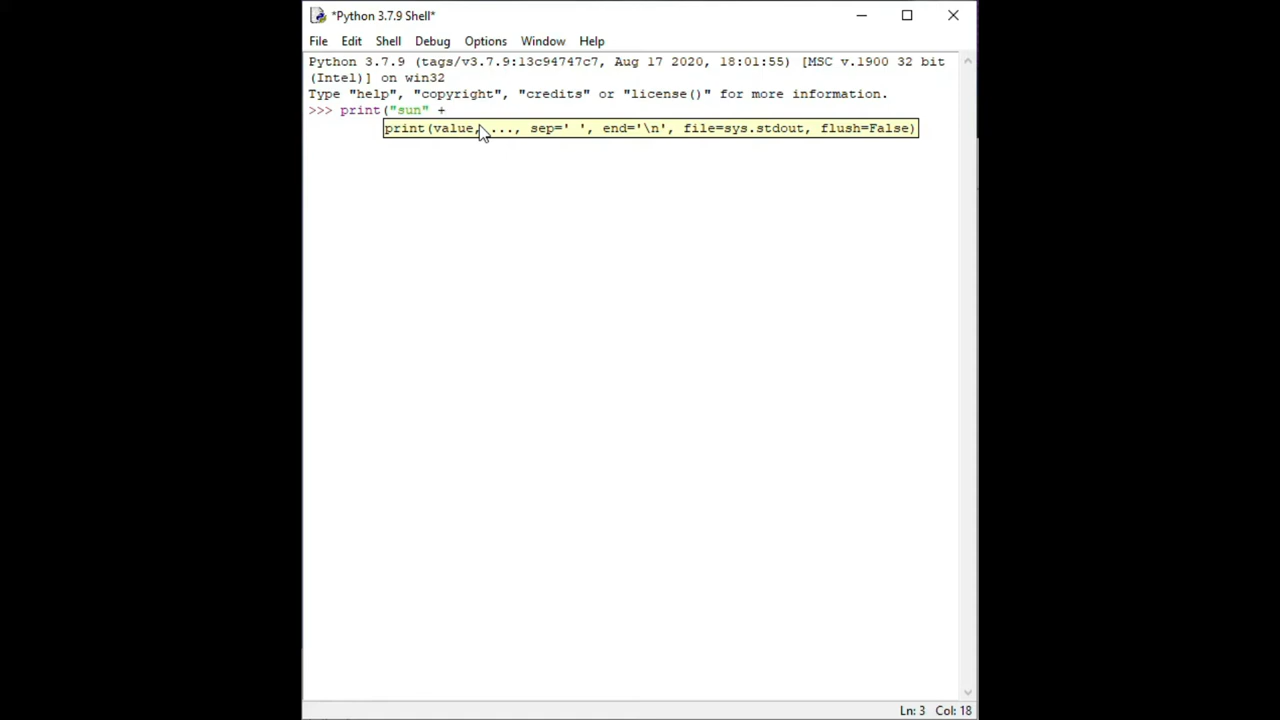 *Python 3.7.9 Shell*
File Edit Shell Debug Options Window Help
Python 3.7.9 (tags/v3.7.9:13c94747c7, Aug 17 2020, 18:01:55) [MSC v.1900 32 bit
(Intel)] on win32
Type "help", "copyright", "credits" or "license()" for more information.
>>> print("sun" +
print(value, ..., sep=' ', end='\n', file=sys.stdout, flush=False)
Ln: 3 Col: 18